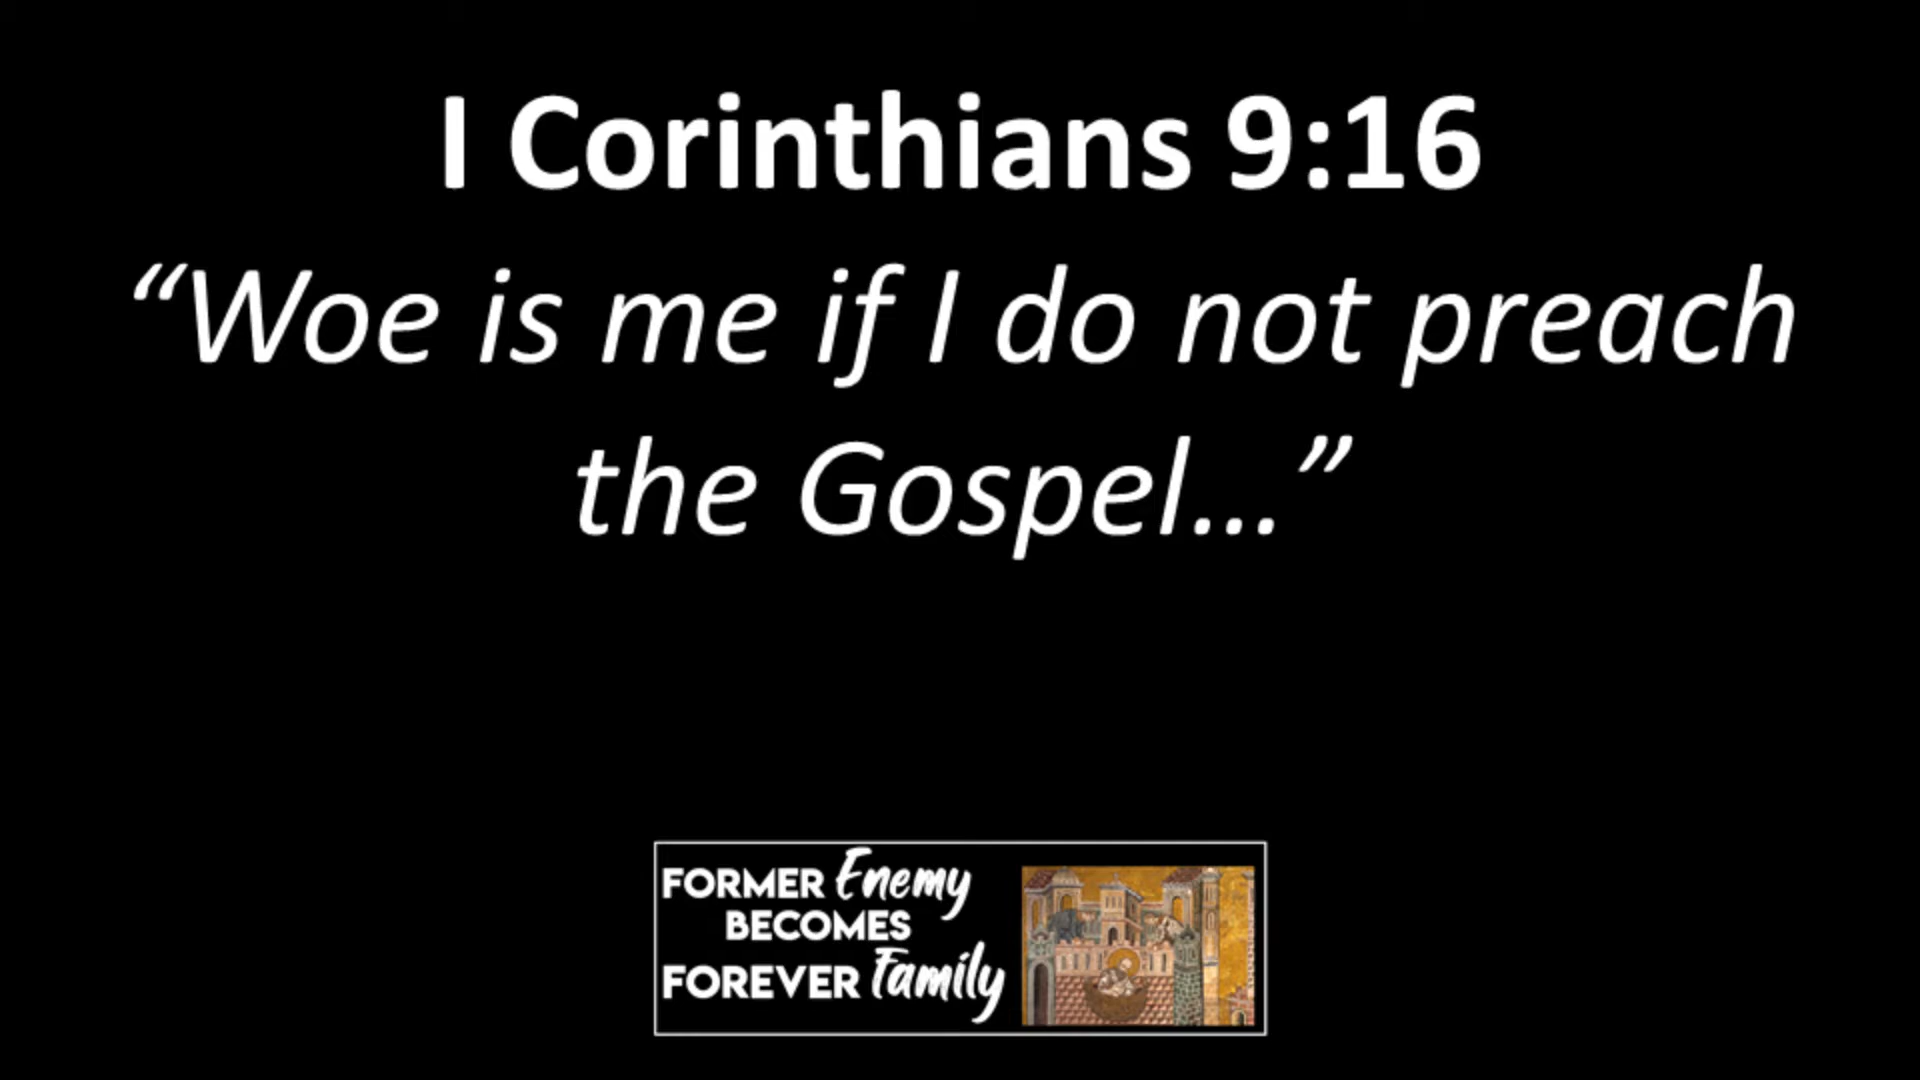 I Corinthians 9:16
“Woe is me if I do not preach
the Gospel…”
FORMER Enemy
BECOMES
FOREVER Family